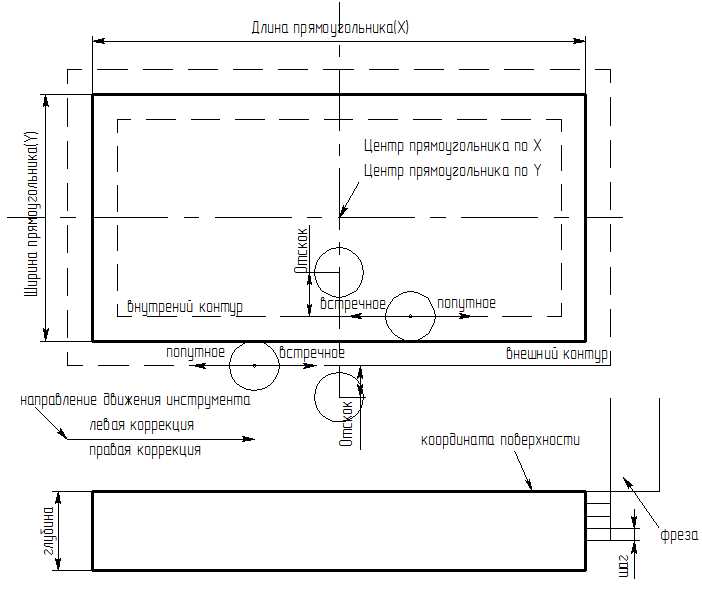 Длина прямоугольника(X)
Ширина прямоугольника(Y)
Центр прямоугольника по X
Центр прямоугольника по Y
Отскок
встречное
попутное
внутрений контур
попутное
встречное
внешний контур
Отскок
направление движения инструмента
левая коррекция
правая коррекция
координата поверхности
глубина
фреза
шаг